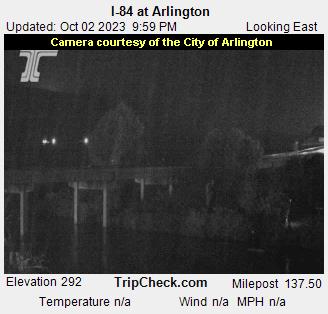 I-84 at Arlington
Updated: Oct 02 2023 9:59 PM Looking East
Camera courtesy of the City of Arlington
Elevation 292 TripCheck.com Milepost 137.50
Temperature n/a Wind n/a MPH n/a